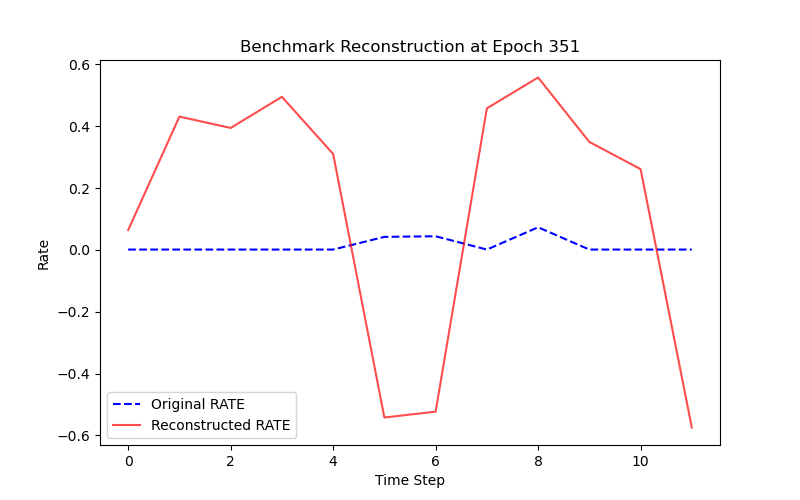 Benchmark Reconstruction at Epoch 351
0.6
0.4
0.2
0.0
−0.2
−0.4
−0.6
Rate
Original RATE
Reconstructed RATE
0 2 4 6 8 10
Time Step